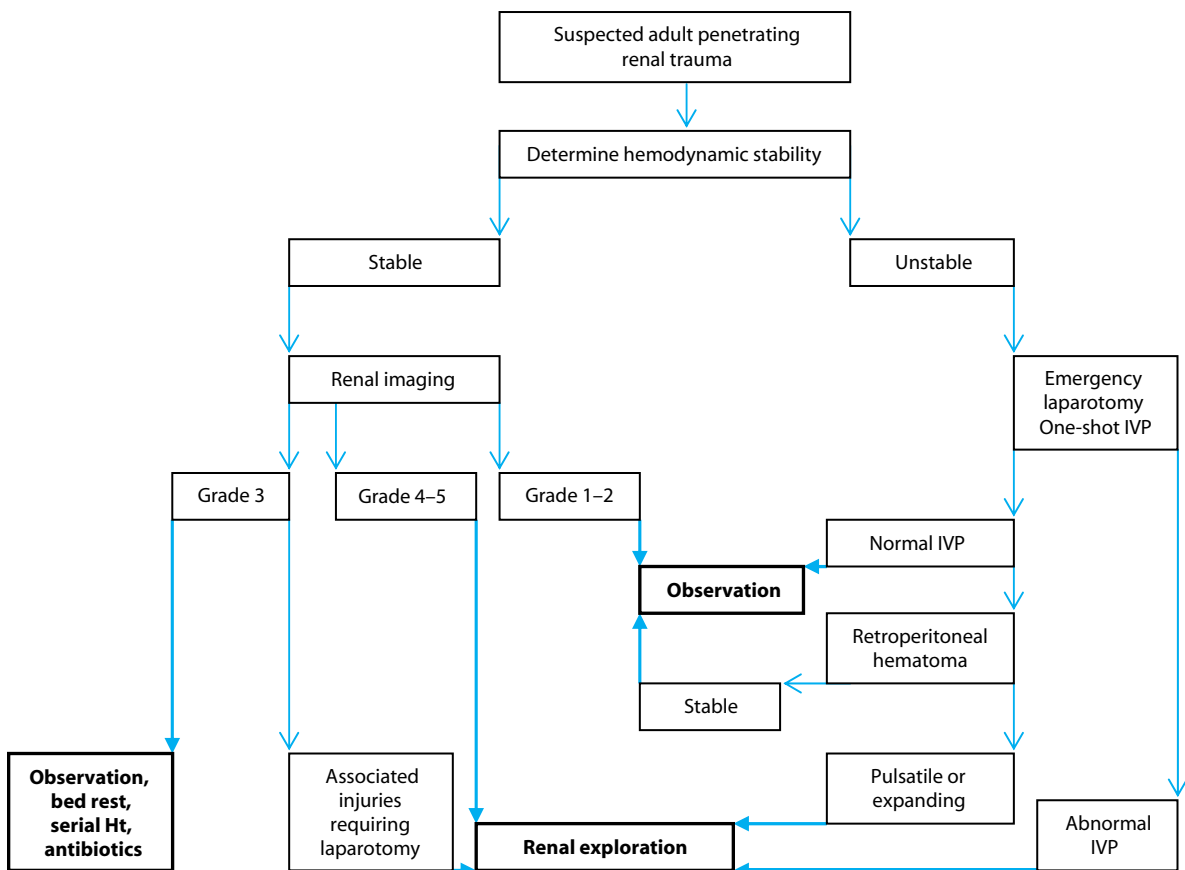 Suspected adult penetrating
renal trauma
Determine hemodynamic stability
Stable
Unstable
Renal imaging
Emergency
laparotomy
One-shot IVP
Grade 3
Grade 4–5
Grade 1–2
Normal IVP
Observation
Retroperitoneal
hematoma
Stable
Observation,
bed rest,
serial Ht,
antibiotics
Associated
injuries
requiring
laparotomy
Pulsatile or
expanding
Renal exploration
Abnormal
IVP